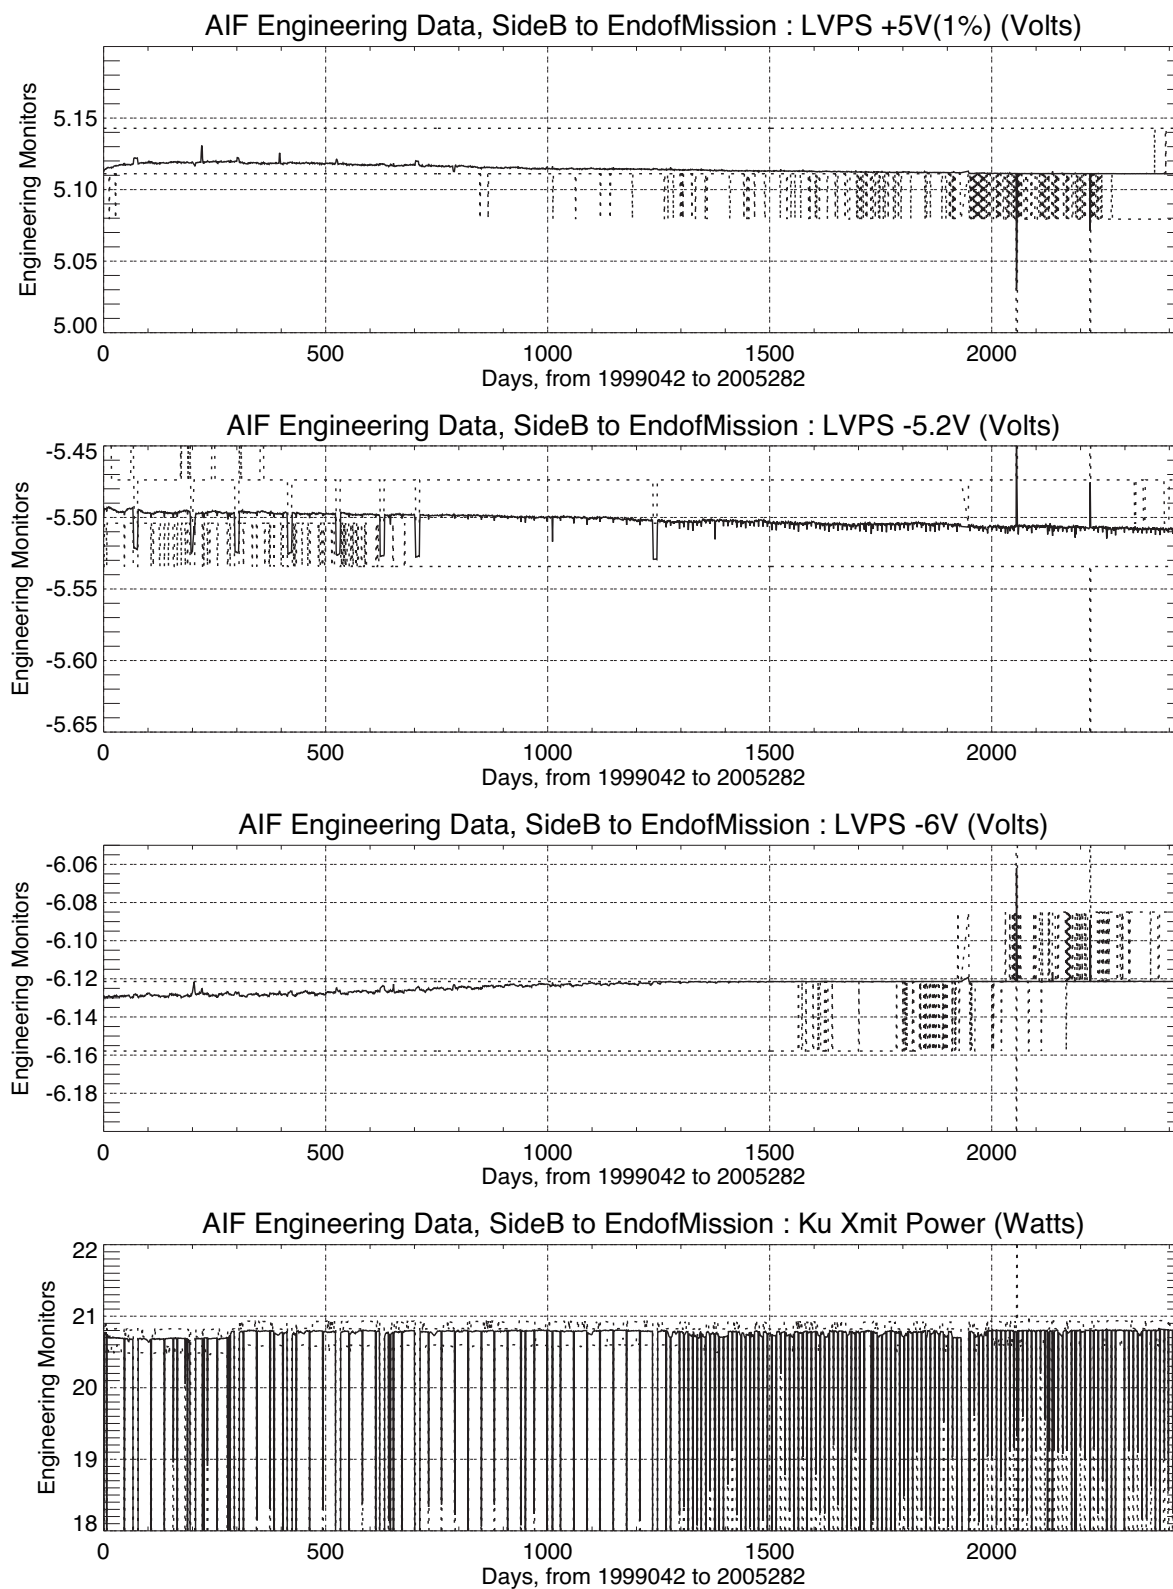 AIF Engineering Data, SideB to EndofMission : LVPS +5V(1%) (Volts)
Engineering Monitors
5.15
5.10
5.05
5.00
0 500 1000 1500 2000
Days, from 1999042 to 2005282
AIF Engineering Data, SideB to EndofMission : LVPS -5.2V (Volts)
Engineering Monitors
-5.45
-5.50
-5.55
-5.60
-5.65
0 500 1000 1500 2000
Days, from 1999042 to 2005282
AIF Engineering Data, SideB to EndofMission : LVPS -6V (Volts)
Engineering Monitors
-6.06
-6.08
-6.10
-6.12
-6.14
-6.16
-6.18
0 500 1000 1500 2000
Days, from 1999042 to 2005282
AIF Engineering Data, SideB to EndofMission : Ku Xmit Power (Watts)
Engineering Monitors
22
21
20
19
18
0 500 1000 1500 2000
Days, from 1999042 to 2005282